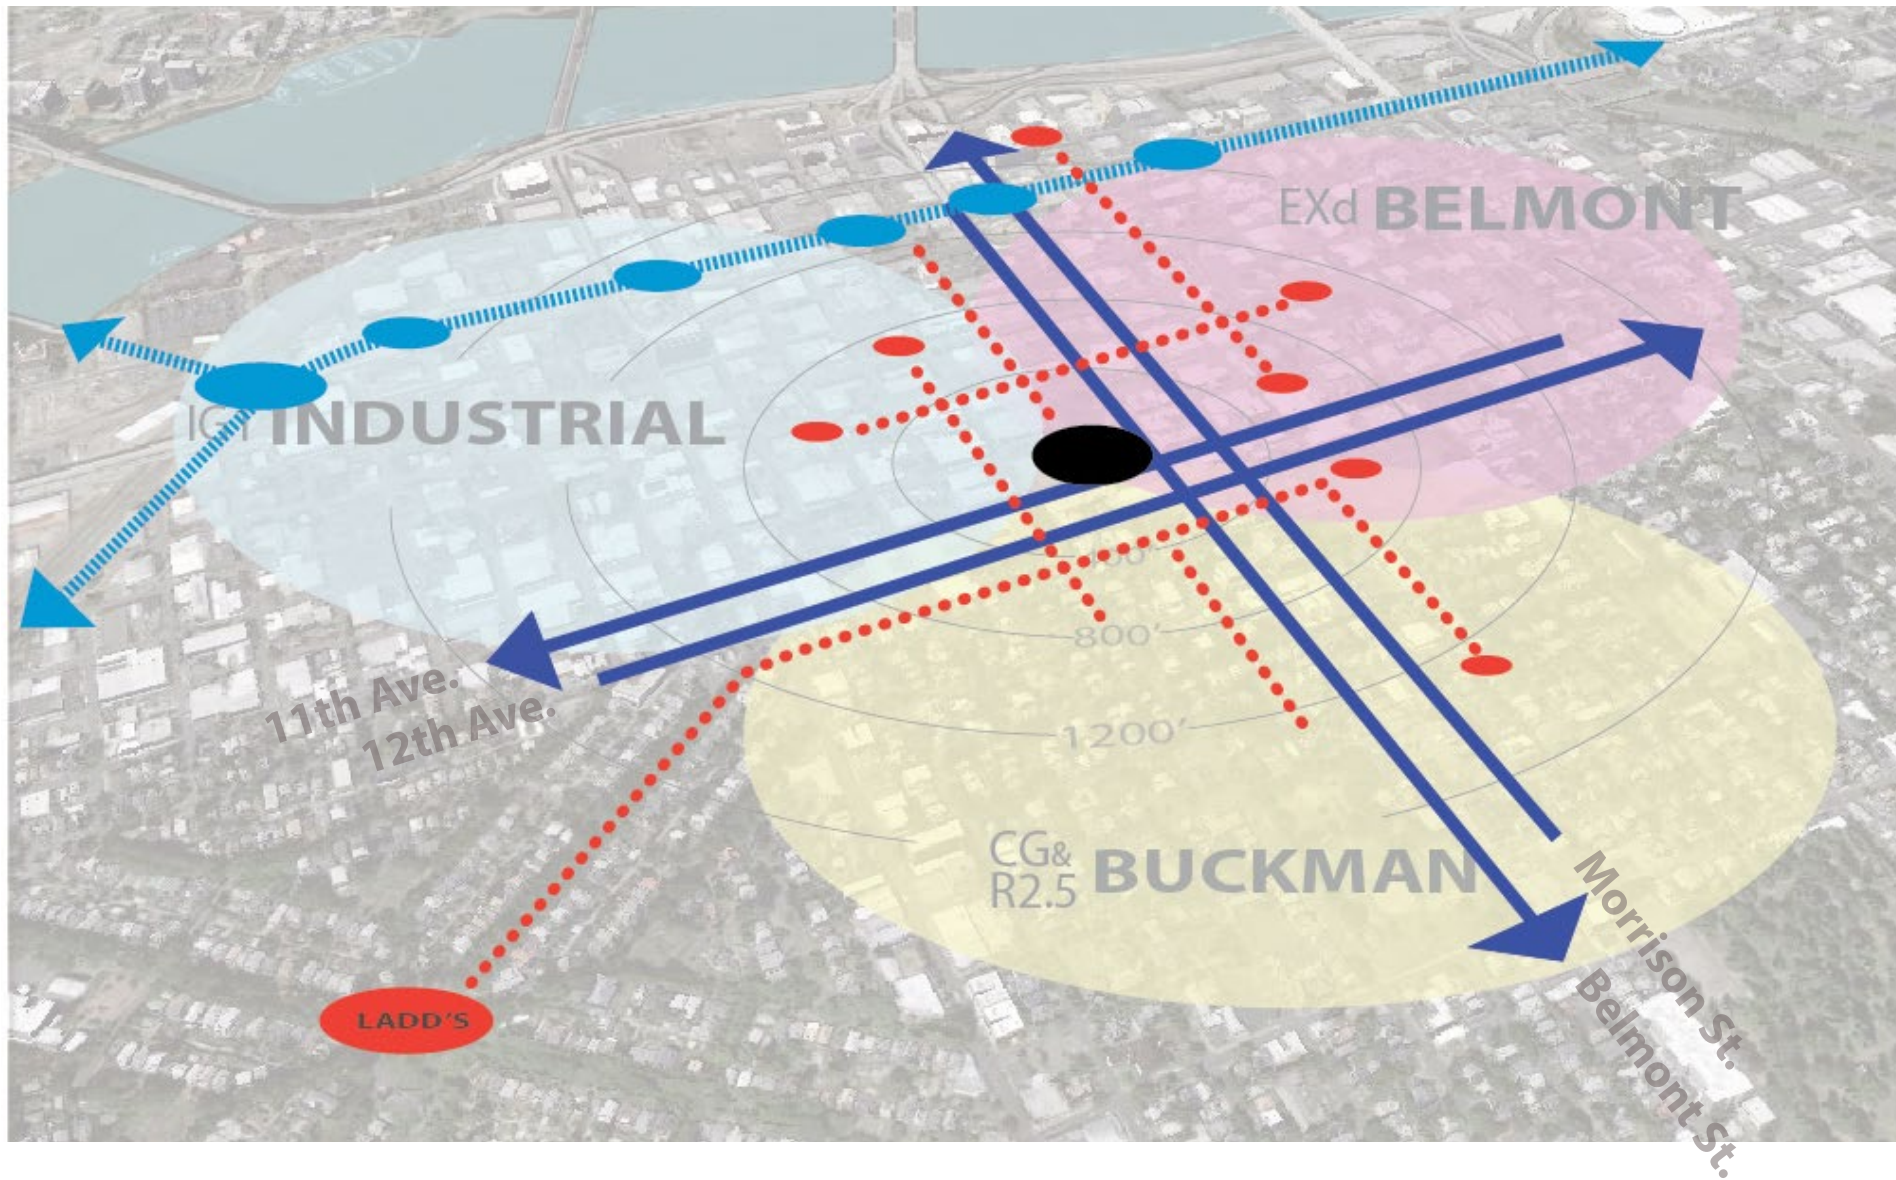 EXd BELMONT
IG1 INDUSTRIAL
400'
800'
1200'
11th Ave.
12th Ave.
CG&
R2.5 BUCKMAN
Morrison St.
Belmont St.
LADD'S